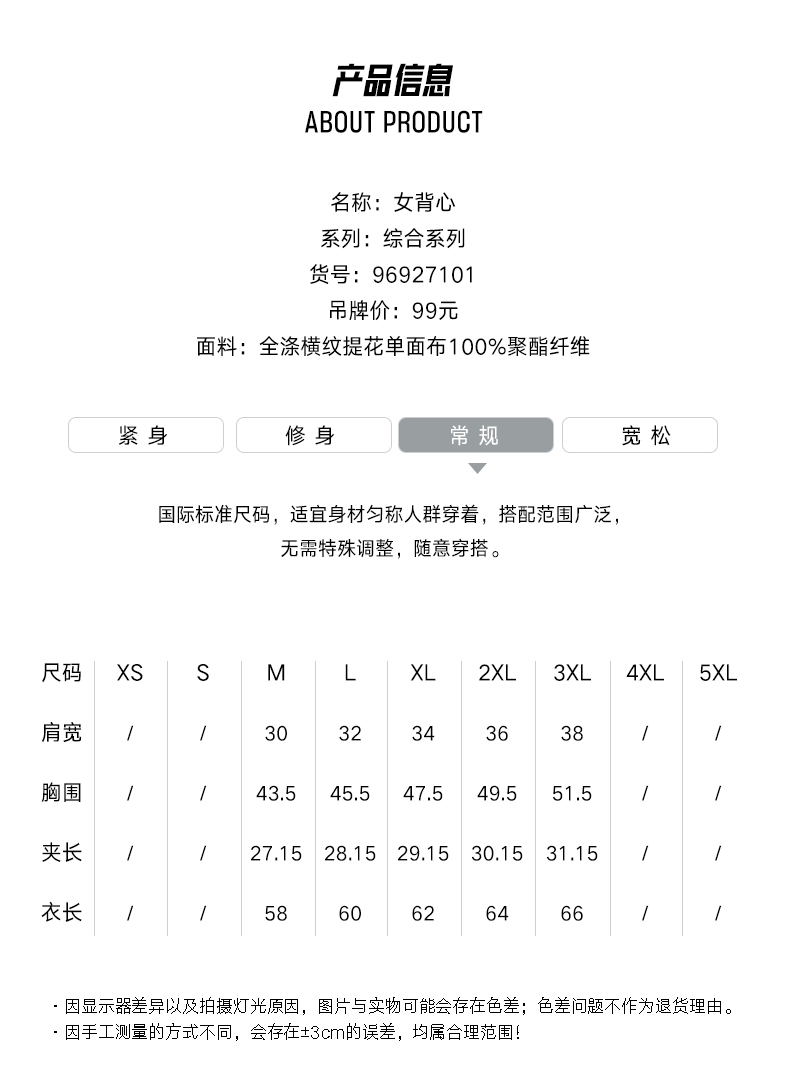 产品信息
ABOUT PRODUCT
名称：女背心
系列：综合系列
货号：96927101
吊牌价：99元
面料：全涤横纹提花单面布100%聚酯纤维
紧身 修身 常规 宽松
国际标准尺码，适宜身材匀称人群穿着，搭配范围广泛，
无需特殊调整，随意穿搭。
尺码 XS S M L XL 2XL 3XL 4XL 5XL
肩宽 / / 30 32 34 36 38 / /
胸围 / / 43.5 45.5 47.5 49.5 51.5 / /
夹长 / / 27.15 28.15 29.15 30.15 31.15 / /
衣长 / / 58 60 62 64 66 / /
· 因显示器差异以及拍摄灯光原因，图片与实物可能会存在色差；色差问题不作为退货理由。
· 因手工测量的方式不同，会存在±3cm的误差，均属合理范围！